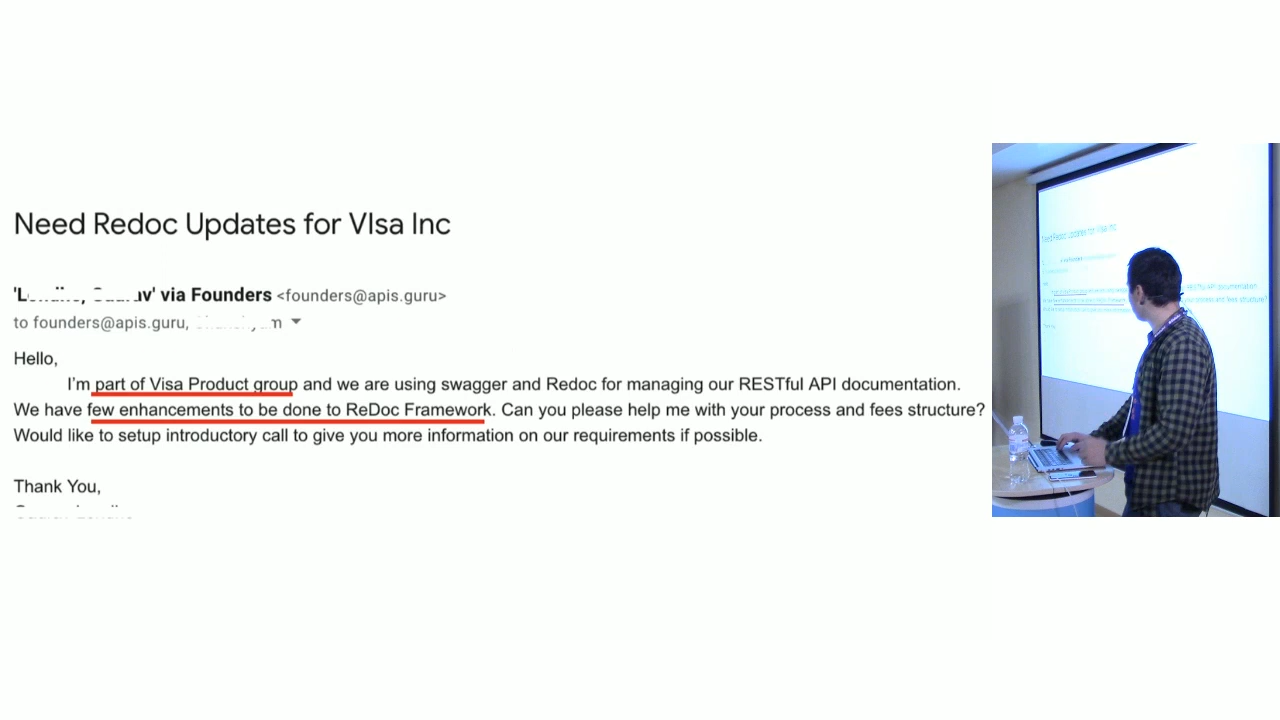 Need Redoc Updates for VIsa Inc
via Founders <founders@apis.guru>
to founders@apis.guru,
Hello,
I'm part of Visa Product group and we are using swagger and Redoc for managing our RESTful API documentation.
We have few enhancements to be done to ReDoc Framework. Can you please help me with your process and fees structure?
Would like to setup introductory call to give you more information on our requirements if possible.
Thank You,